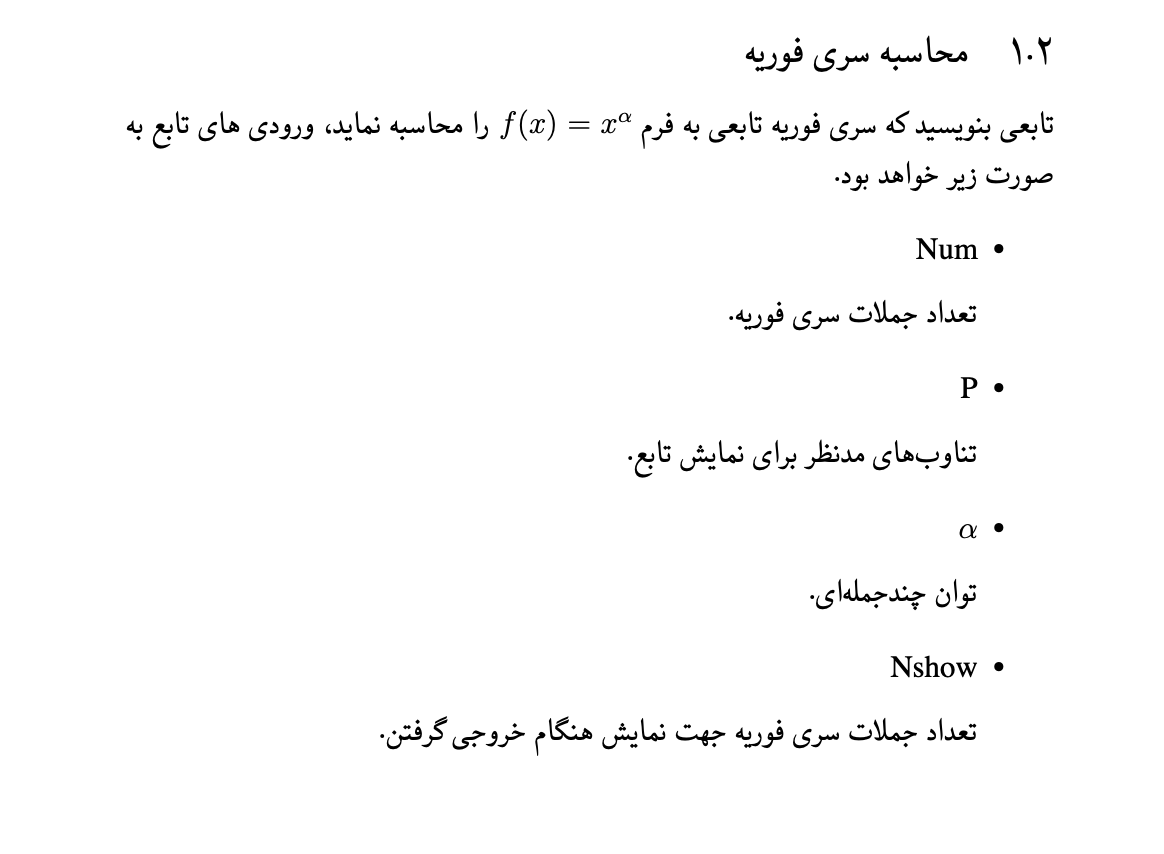 ۱.۲ محاسبه سری فوریه
تابعی بنویسید که سری فوریه تابعی به فرم f(x) = x^α را محاسبه نماید، ورودی های تابع به
صورت زیر خواهد بود.
• Num
تعداد جملات سری فوریه.
• P
تناوب‌های مدنظر برای نمایش تابع.
• α
توان چندجمله‌ای.
• Nshow
تعداد جملات سری فوریه جهت نمایش هنگام خروجی گرفتن.